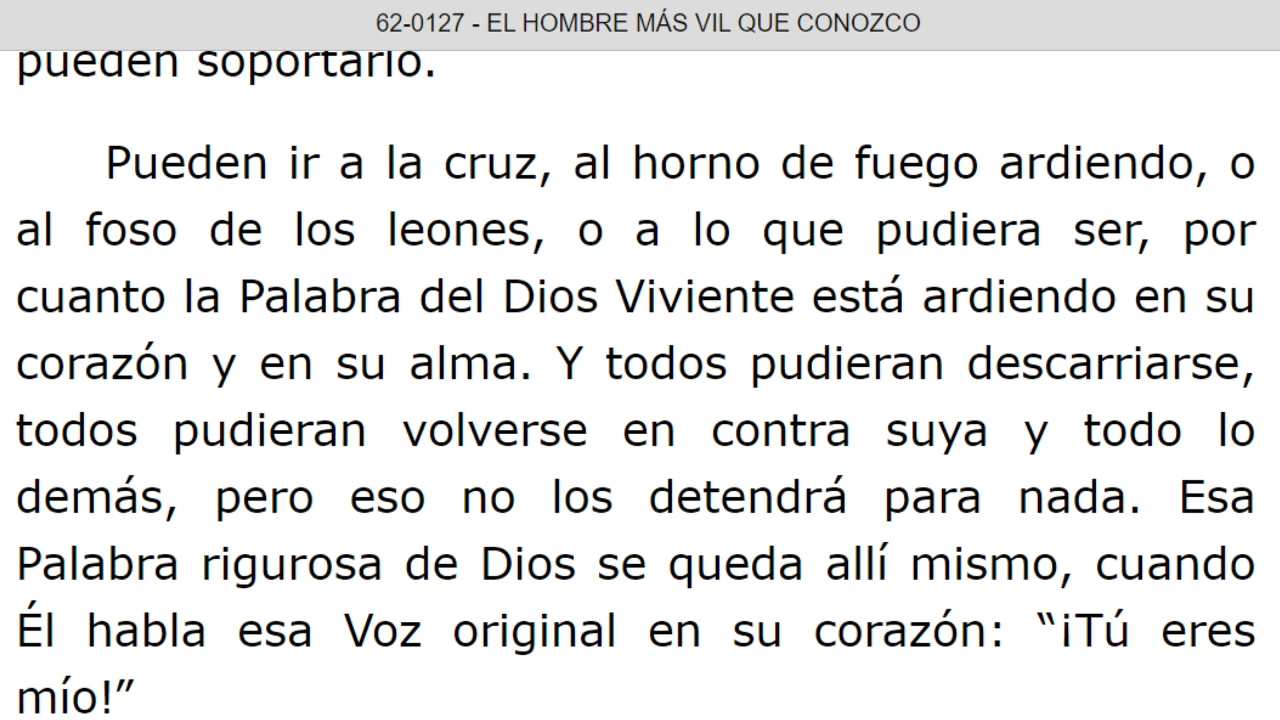 62-0127 - EL HOMBRE MÁS VIL QUE CONOZCO
pueden soportarlo.
Pueden ir a la cruz, al horno de fuego ardiendo, o
al foso de los leones, o a lo que pudiera ser, por
cuanto la Palabra del Dios Viviente está ardiendo en su
corazón y en su alma. Y todos pudieran descarriarse,
todos pudieran volverse en contra suya y todo lo
demás, pero eso no los detendrá para nada. Esa
Palabra rigurosa de Dios se queda allí mismo, cuando
Él habla esa Voz original en su corazón: “¡Tú eres
mío!”